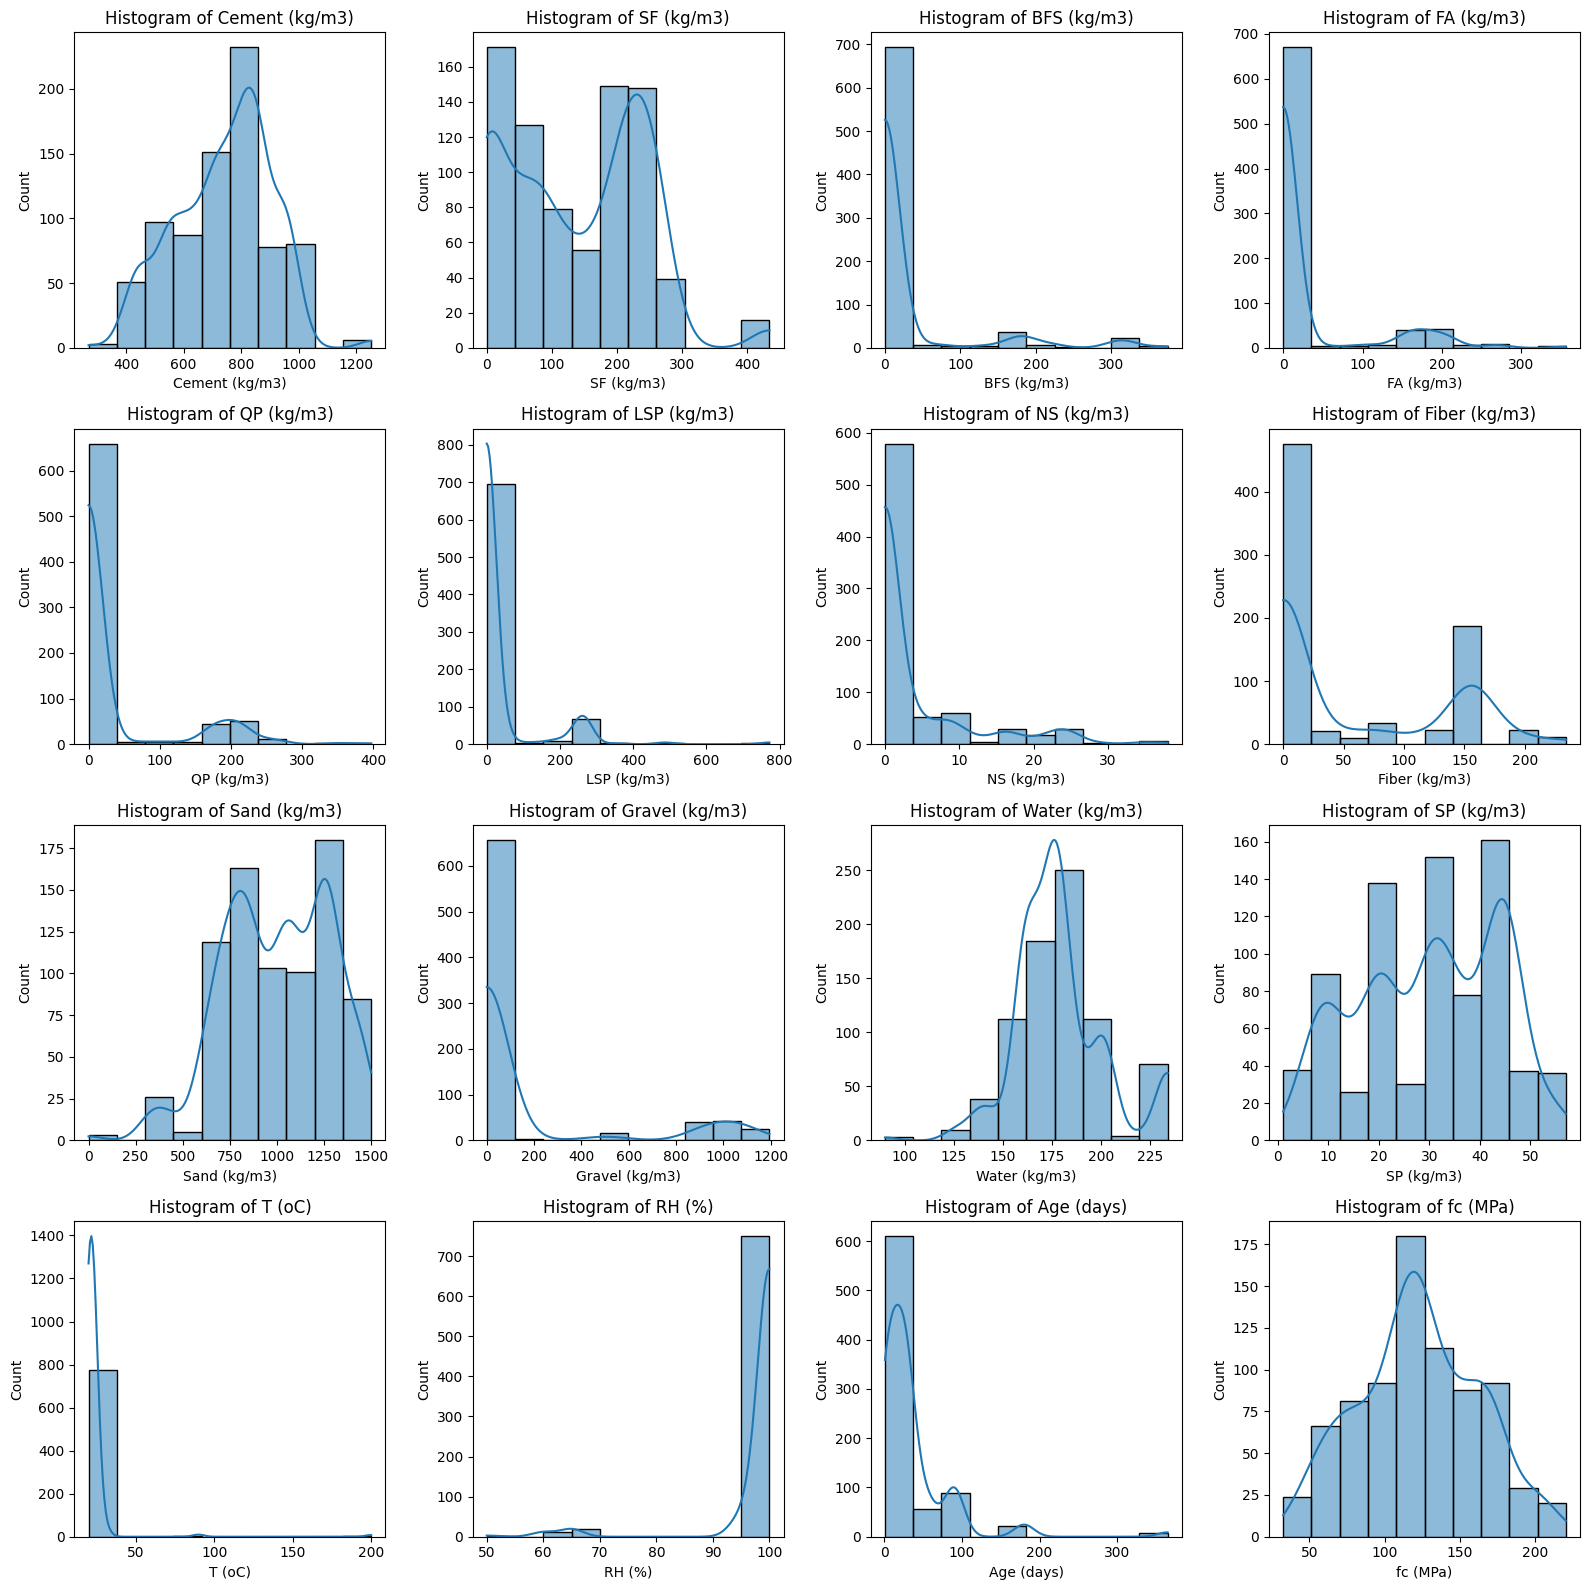 Histogram of Cement (kg/m3)
Count
200
150
100
50
0
400 600 800 1000 1200
Cement (kg/m3)
Histogram of SF (kg/m3)
Count
160
140
120
100
80
60
40
20
0
0 100 200 300 400
SF (kg/m3)
Histogram of BFS (kg/m3)
Count
700
600
500
400
300
200
100
0
0 100 200 300
BFS (kg/m3)
Histogram of FA (kg/m3)
Count
700
600
500
400
300
200
100
0
0 100 200 300
FA (kg/m3)
Histogram of QP (kg/m3)
Count
600
500
400
300
200
100
0
0 100 200 300 400
QP (kg/m3)
Histogram of LSP (kg/m3)
Count
800
700
600
500
400
300
200
100
0
0 200 400 600 800
LSP (kg/m3)
Histogram of NS (kg/m3)
Count
600
500
400
300
200
100
0
0 10 20 30
NS (kg/m3)
Histogram of Fiber (kg/m3)
Count
400
300
200
100
0
0 50 100 150 200
Fiber (kg/m3)
Histogram of Sand (kg/m3)
Count
175
150
125
100
75
50
25
0
0 250 500 750 1000 1250 1500
Sand (kg/m3)
Histogram of Gravel (kg/m3)
Count
600
500
400
300
200
100
0
0 200 400 600 800 1000 1200
Gravel (kg/m3)
Histogram of Water (kg/m3)
Count
250
200
150
100
50
0
100 125 150 175 200 225
Water (kg/m3)
Histogram of SP (kg/m3)
Count
160
140
120
100
80
60
40
20
0
0 10 20 30 40 50
SP (kg/m3)
Histogram of T (oC)
Count
1400
1200
1000
800
600
400
200
0
50 100 150 200
T (oC)
Histogram of RH (%)
Count
700
600
500
400
300
200
100
0
50 60 70 80 90 100
RH (%)
Histogram of Age (days)
Count
600
500
400
300
200
100
0
0 100 200 300
Age (days)
Histogram of fc (MPa)
Count
175
150
125
100
75
50
25
0
50 100 150 200
fc (MPa)